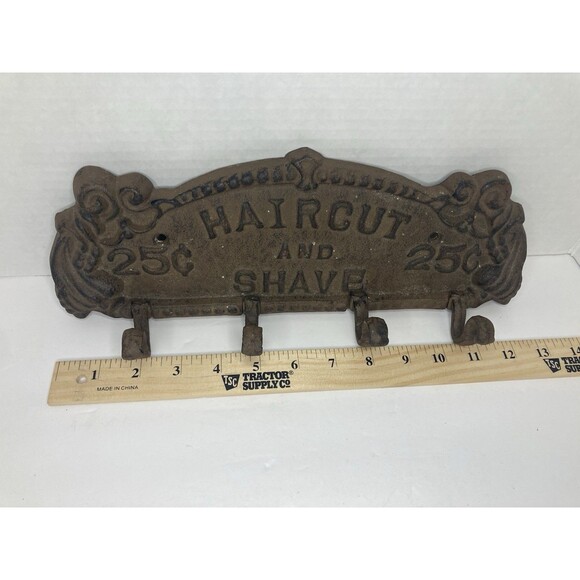 HAIRCUT
25¢ AND 25¢
SHAVE
1 2 3 4 5 6 7 8 9 10 11 12 13 14
MADE IN CHINA
TSC TRACTOR SUPPLY CO
TSC TRACTOR SUPPLY